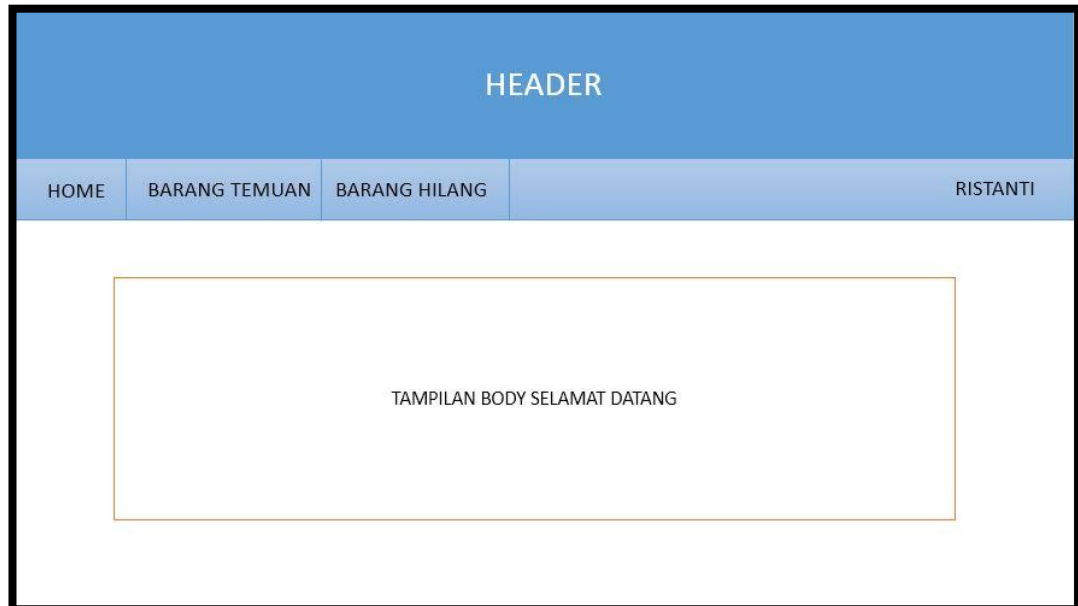 HEADER
HOME BARANG TEMUAN BARANG HILANG RISTANTI
TAMPILAN BODY SELAMAT DATANG